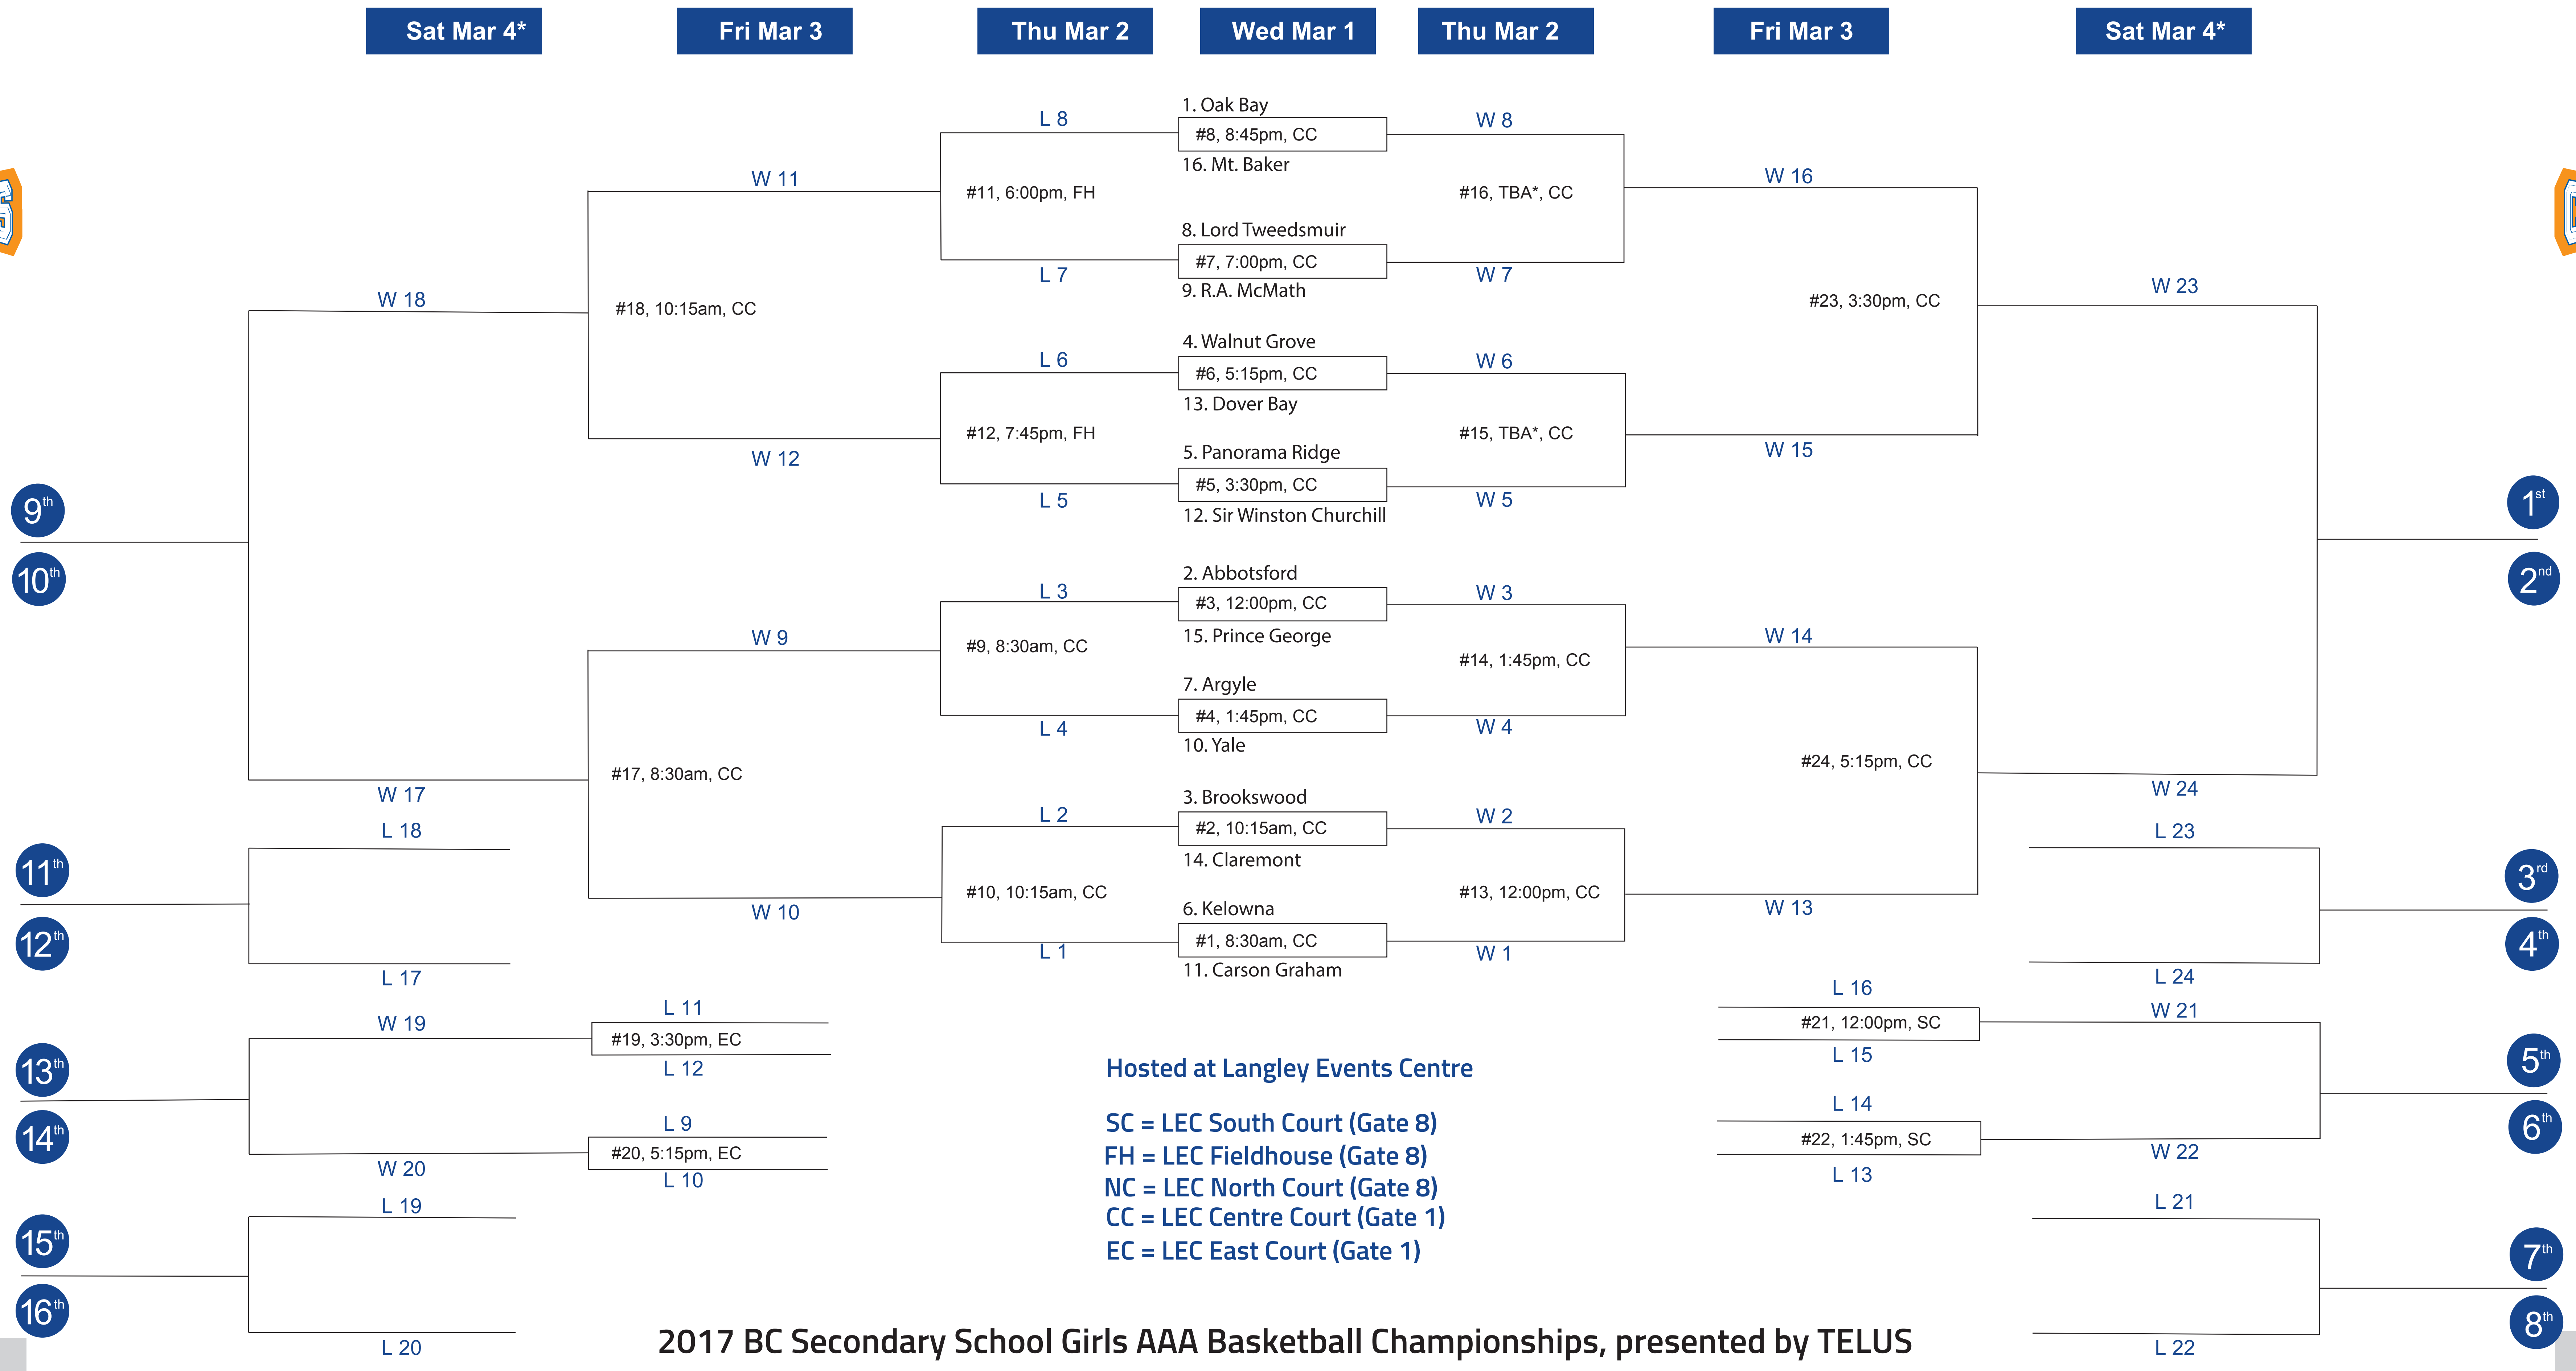 Sat Mar 4*
Fri Mar 3
Thu Mar 2
Wed Mar 1
Thu Mar 2
Fri Mar 3
Sat Mar 4*
W 18
W 17
L 18
L 17
W 19
W 20
L 19
L 20
9th
10th
11th
12th
13th
14th
15th
16th
W 11
#18, 10:15am, CC
W 12
W 9
#17, 8:30am, CC
W 10
L 11
#19, 3:30pm, EC
L 12
L 9
#20, 5:15pm, EC
L 10
L 8
#11, 6:00pm, FH
L 7
L 6
#12, 7:45pm, FH
L 5
L 3
#9, 8:30am, CC
L 4
L 2
#10, 10:15am, CC
L 1
1. Oak Bay
#8, 8:45pm, CC
16. Mt. Baker
8. Lord Tweedsmuir
#7, 7:00pm, CC
9. R.A. McMath
4. Walnut Grove
#6, 5:15pm, CC
13. Dover Bay
5. Panorama Ridge
#5, 3:30pm, CC
12. Sir Winston Churchill
2. Abbotsford
#3, 12:00pm, CC
15. Prince George
7. Argyle
#4, 1:45pm, CC
10. Yale
3. Brookswood
#2, 10:15am, CC
14. Claremont
6. Kelowna
#1, 8:30am, CC
11. Carson Graham
W 8
#16, TBA*, CC
W 7
W 6
#15, TBA*, CC
W 5
W 3
#14, 1:45pm, CC
W 4
W 2
#13, 12:00pm, CC
W 1
W 16
#23, 3:30pm, CC
W 15
W 14
#24, 5:15pm, CC
W 13
L 16
#21, 12:00pm, SC
L 15
L 14
#22, 1:45pm, SC
L 13
W 23
W 24
L 23
L 24
W 21
W 22
L 21
L 22
1st
2nd
3rd
4th
5th
6th
7th
8th
Hosted at Langley Events Centre
SC = LEC South Court (Gate 8)
FH = LEC Fieldhouse (Gate 8)
NC = LEC North Court (Gate 8)
CC = LEC Centre Court (Gate 1)
EC = LEC East Court (Gate 1)
2017 BC Secondary School Girls AAA Basketball Championships, presented by TELUS